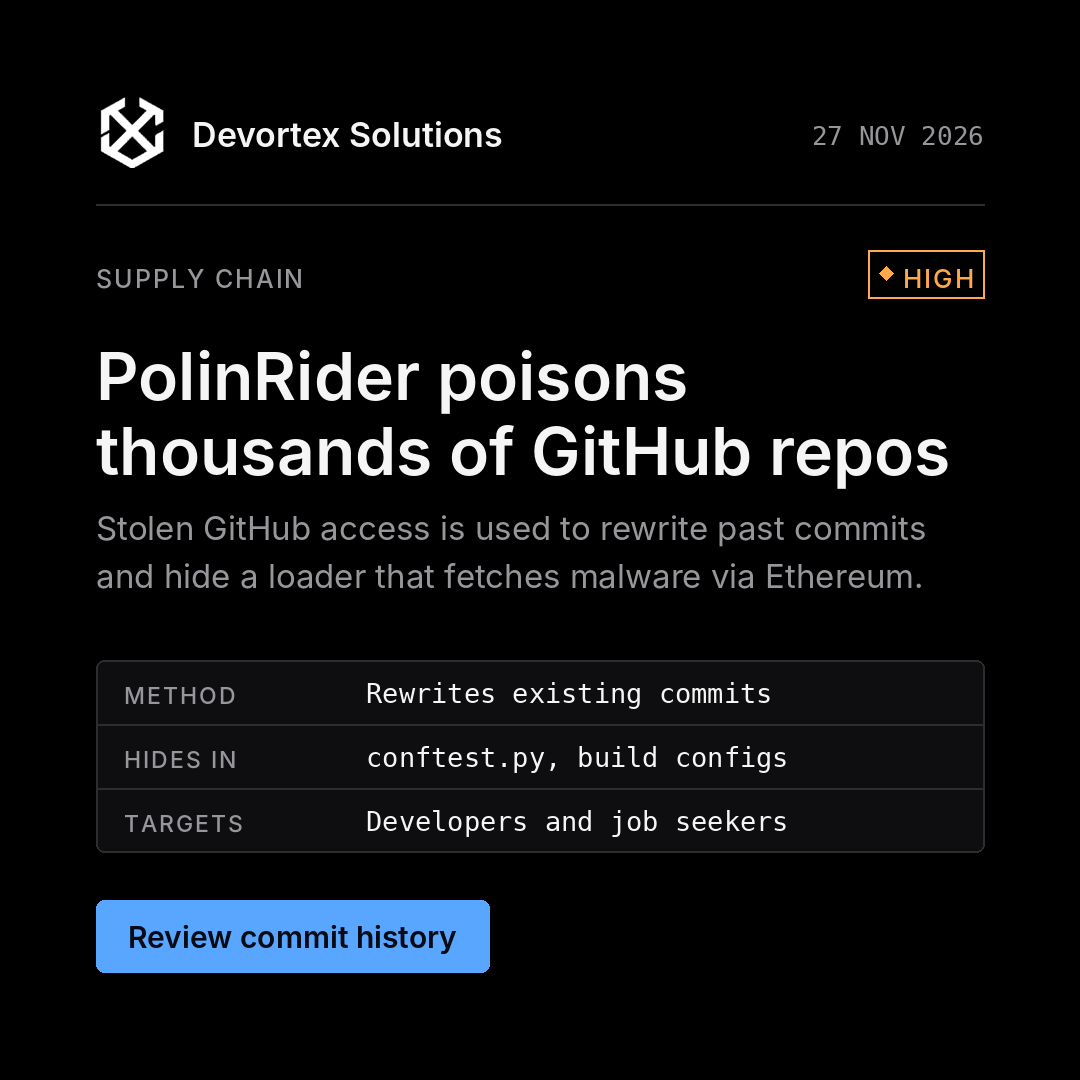 Devortex Solutions
27 NOV 2026
SUPPLY CHAIN
HIGH
PolinRider poisons
thousands of GitHub repos
Stolen GitHub access is used to rewrite past commits
and hide a loader that fetches malware via Ethereum.
METHOD Rewrites existing commits
HIDES IN conftest.py, build configs
TARGETS Developers and job seekers
Review commit history